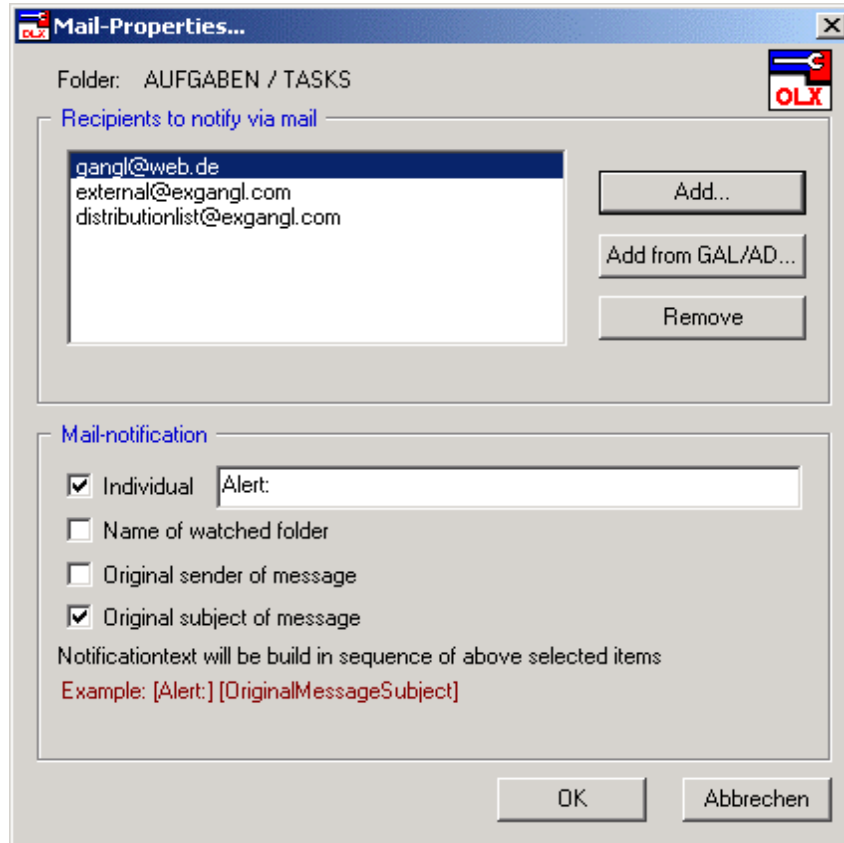 Mail-Properties...
Folder: AUFGABEN / TASKS
OLX
Recipients to notify via mail
gangl@web.de
external@exgangl.com
distributionlist@exgangl.com
Add...
Add from GAL/AD...
Remove
Mail-notification
Individual Alert:
Name of watched folder
Original sender of message
Original subject of message
Notificationtext will be build in sequence of above selected items
Example: [Alert:] [OriginalMessageSubject]
OK Abbrechen